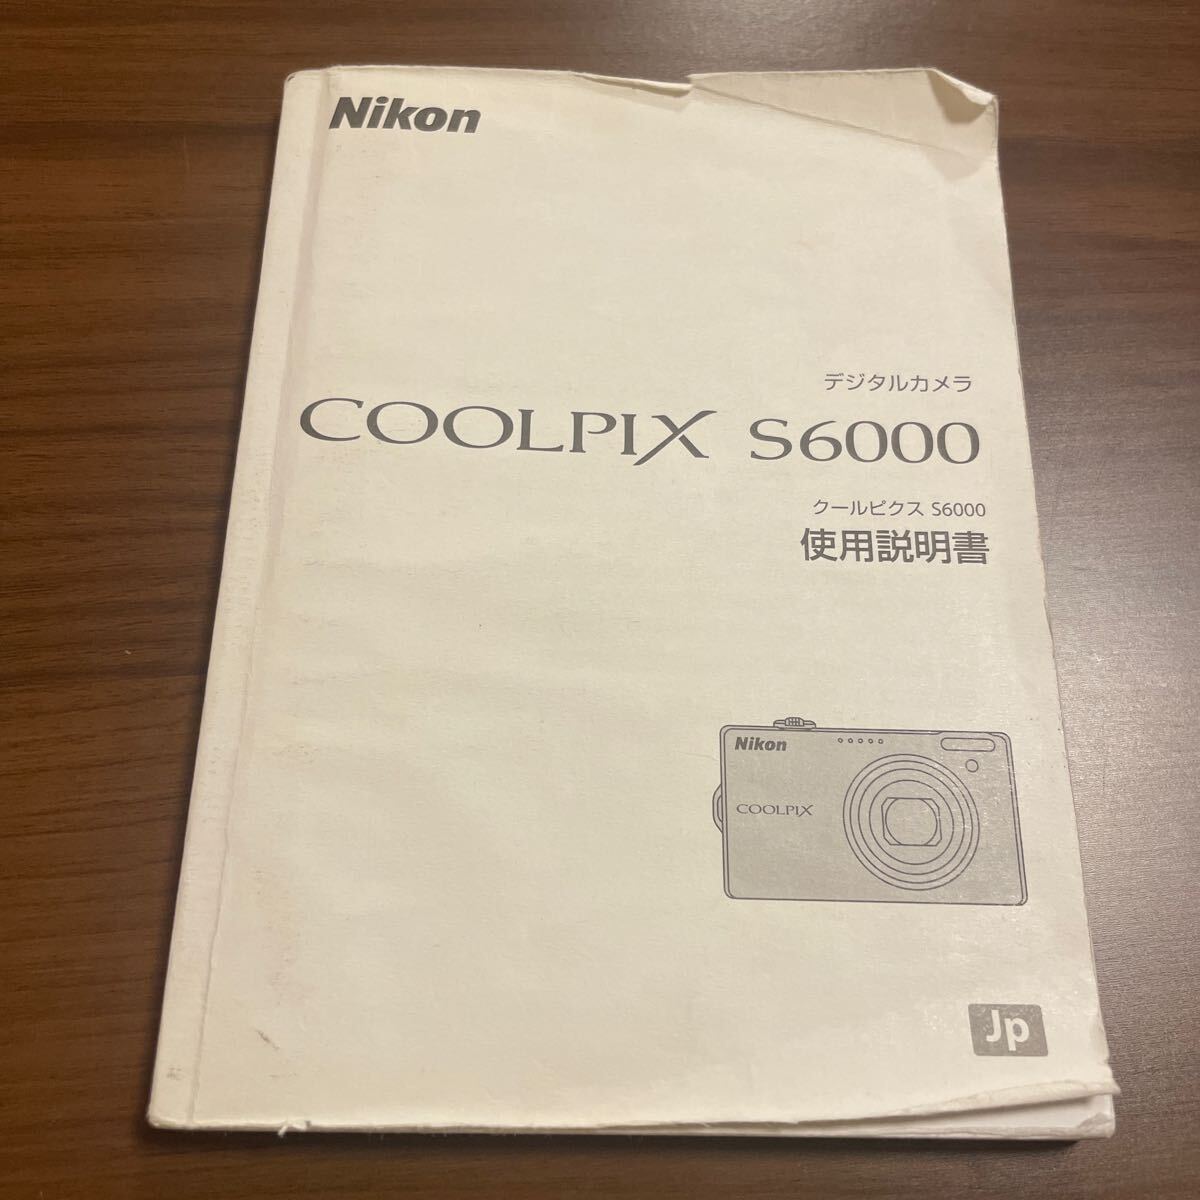 Nikon
デジタルカメラ
COOLPIX S6000
クールピクス S6000
使用説明書
Nikon
COOLPIX
Jp